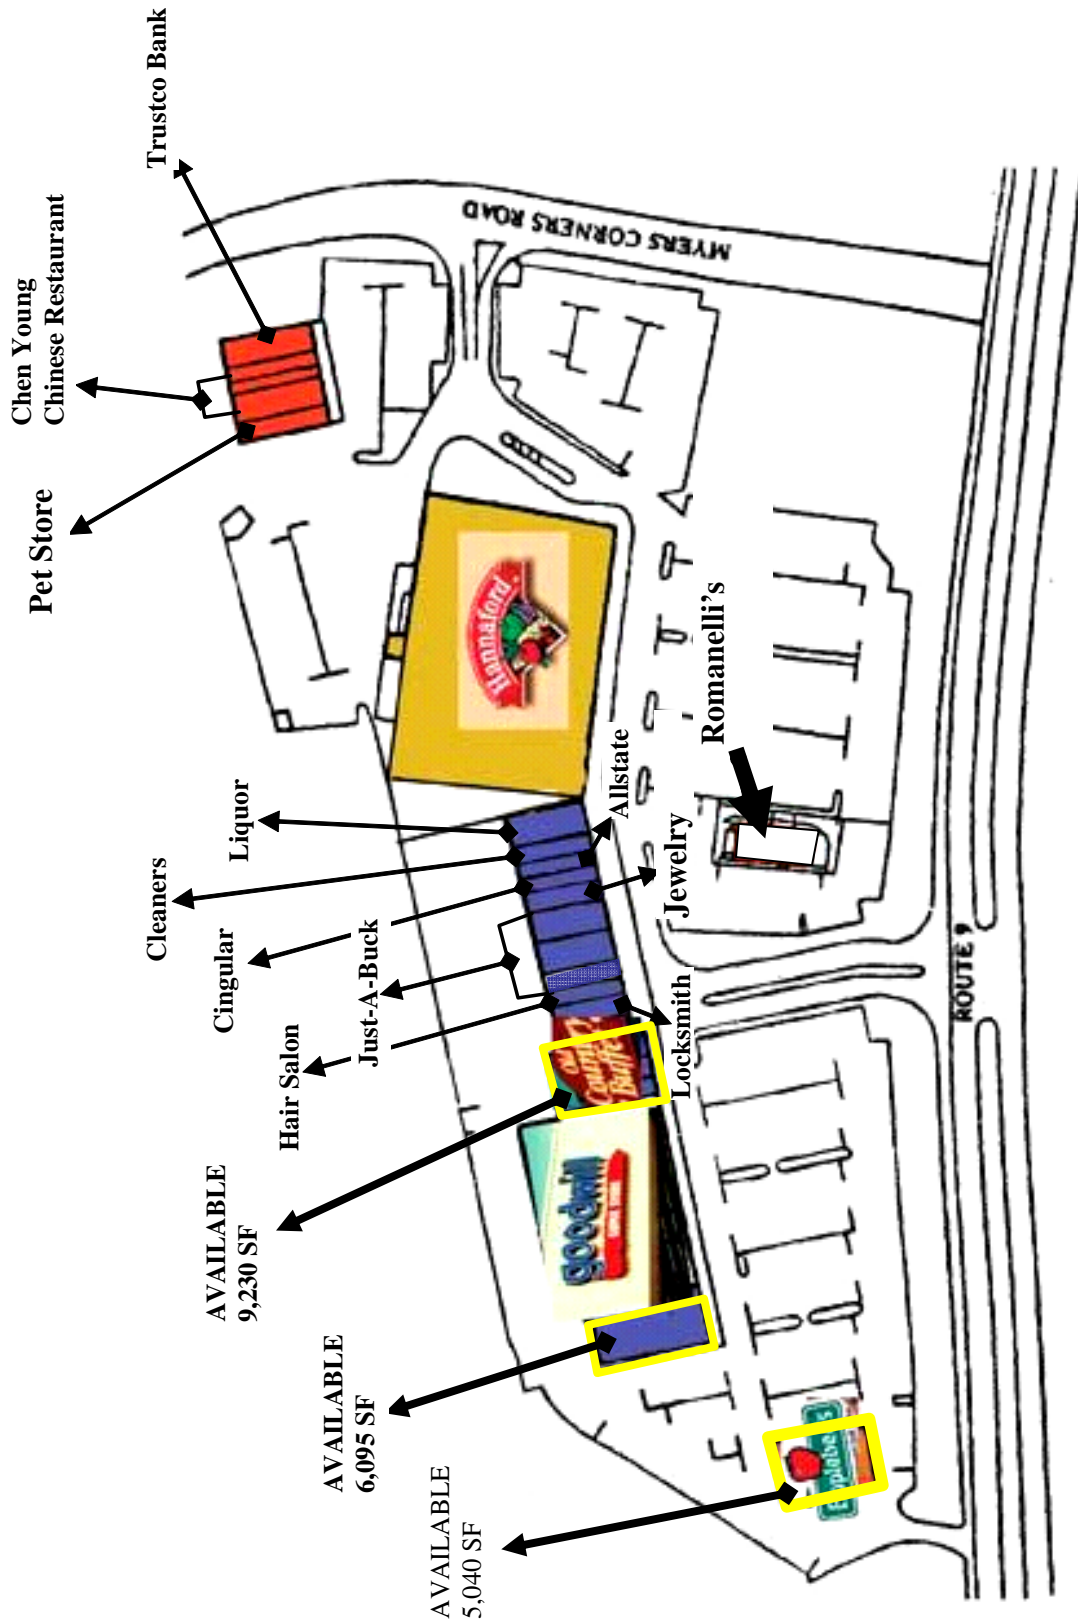 Trustco Bank
Chen Young
Chinese Restaurant
Pet Store
MYERS CORNERS ROAD
Hannaford
Romanelli's
Liquor
Allstate
Cleaners
Jewelry
Cingular
Just-A-Buck
Hair Salon
Locksmith
Old
Country
Buffet
AVAILABLE
9,230 SF
goodwill
AVAILABLE
6,095 SF
Applebee's
AVAILABLE
5,040 SF
ROUTE 9